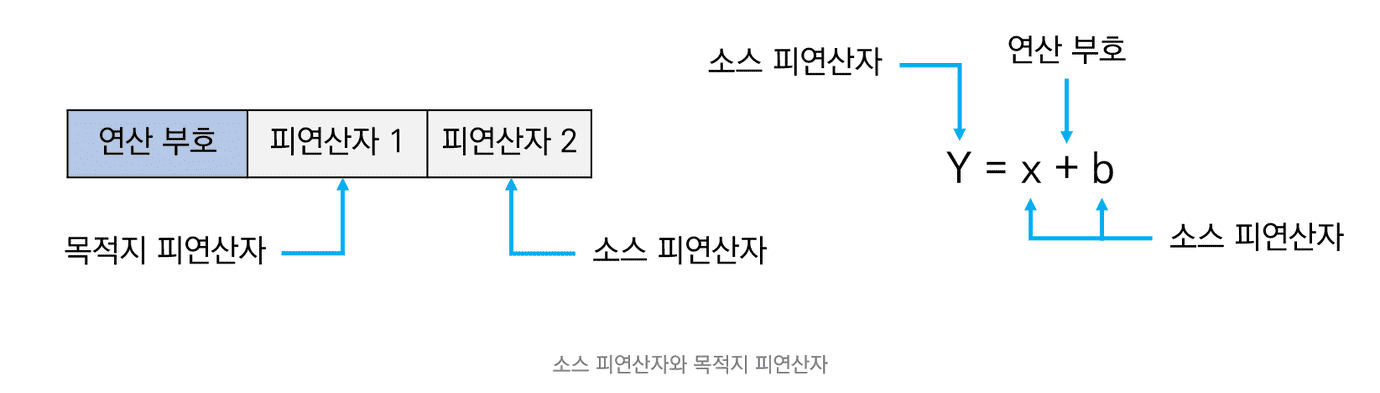 연산 부호 피연산자 1 피연산자 2
목적지 피연산자
소스 피연산자
소스 피연산자
연산 부호
Y = x + b
소스 피연산자
소스 피연산자와 목적지 피연산자